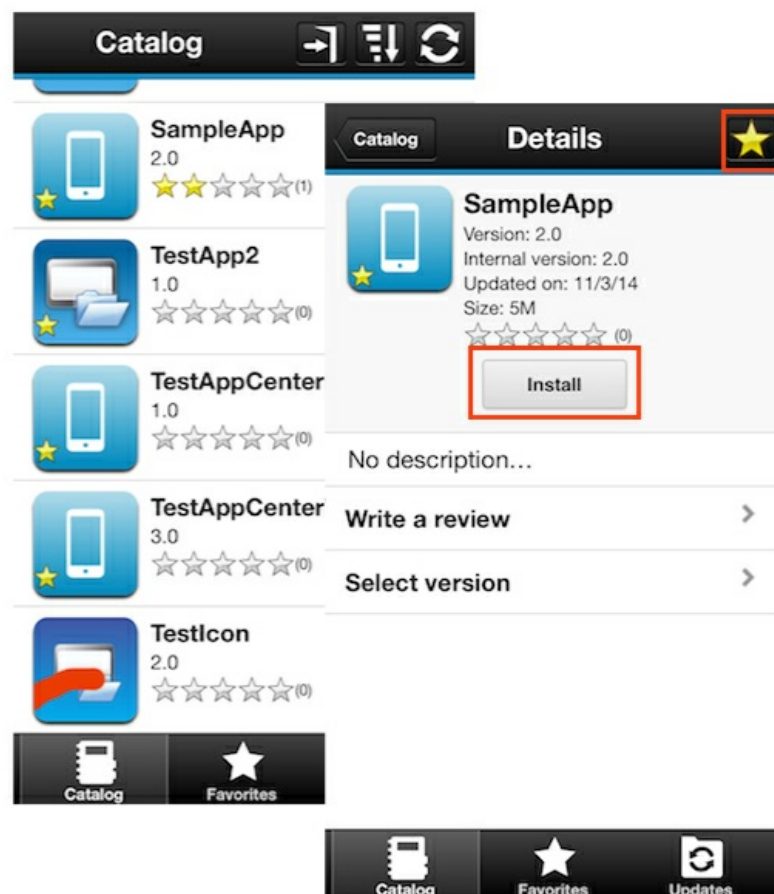 Catalog
SampleApp
2.0
(1)
TestApp2
1.0
(0)
TestAppCenter
1.0
(0)
TestAppCenter
3.0
(0)
TestIcon
2.0
(0)
Catalog
Favorites
Catalog
Details
SampleApp
Version: 2.0
Internal version: 2.0
Updated on: 11/3/14
Size: 5M
(0)
Install
No description...
Write a review
Select version
Catalog
Favorites
Updates